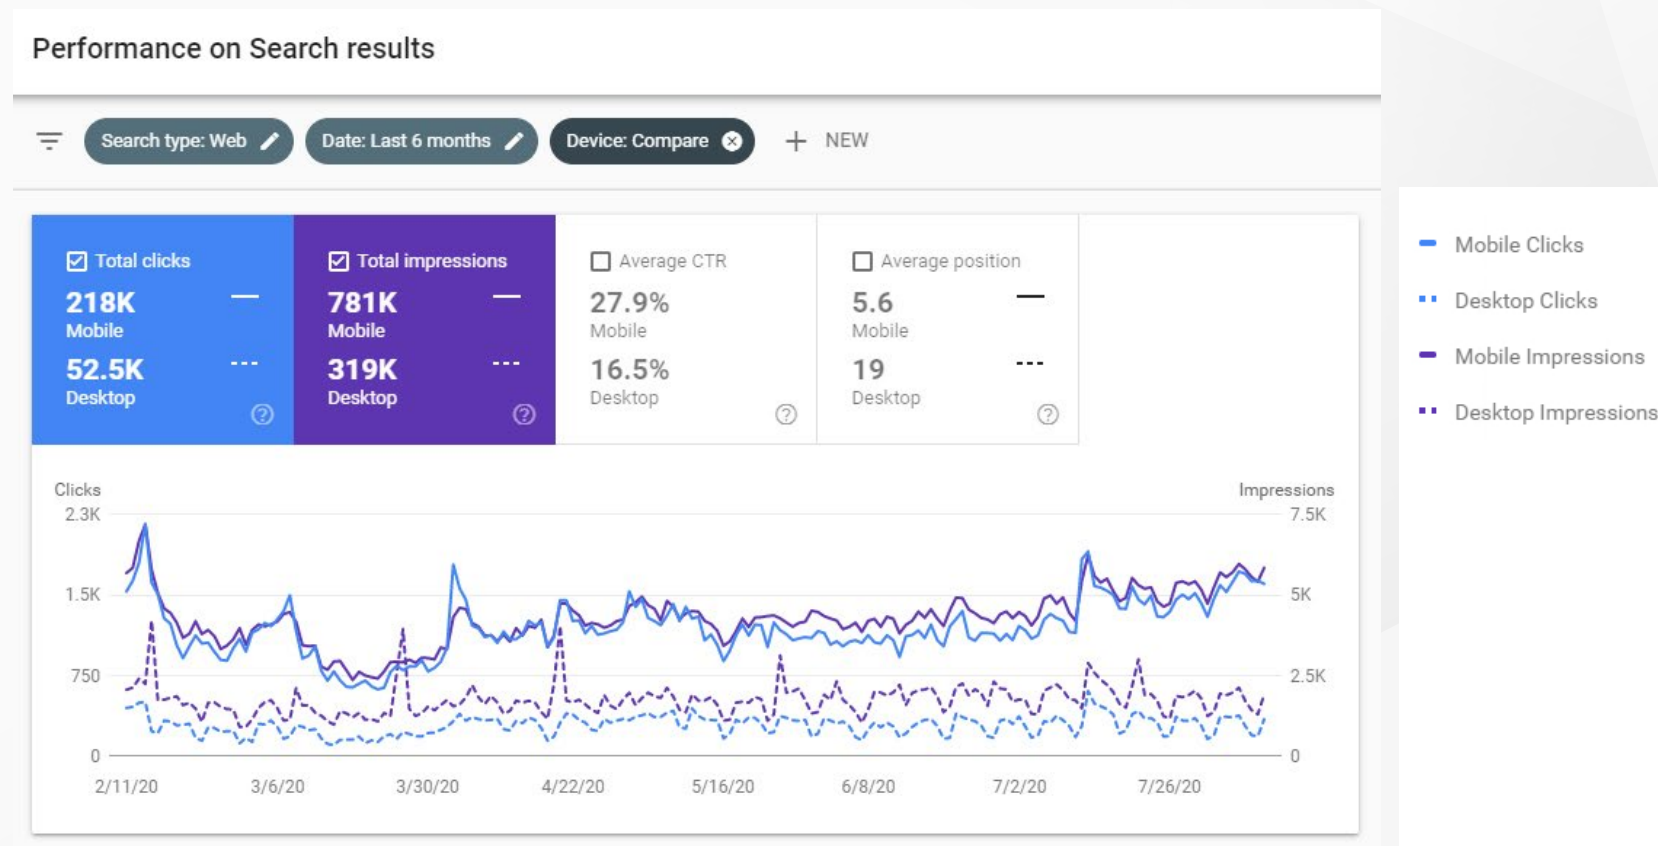 Performance on Search results
Search type: Web
Date: Last 6 months
Device: Compare
NEW
Total clicks
218K
Mobile
52.5K
Desktop
Total impressions
781K
Mobile
319K
Desktop
Average CTR
27.9%
Mobile
16.5%
Desktop
Average position
5.6
Mobile
19
Desktop
Mobile Clicks
Desktop Clicks
Mobile Impressions
Desktop Impressions
Clicks
2.3K
1.5K
750
0
Impressions
7.5K
5K
2.5K
0
2/11/20
3/6/20
3/30/20
4/22/20
5/16/20
6/8/20
7/2/20
7/26/20